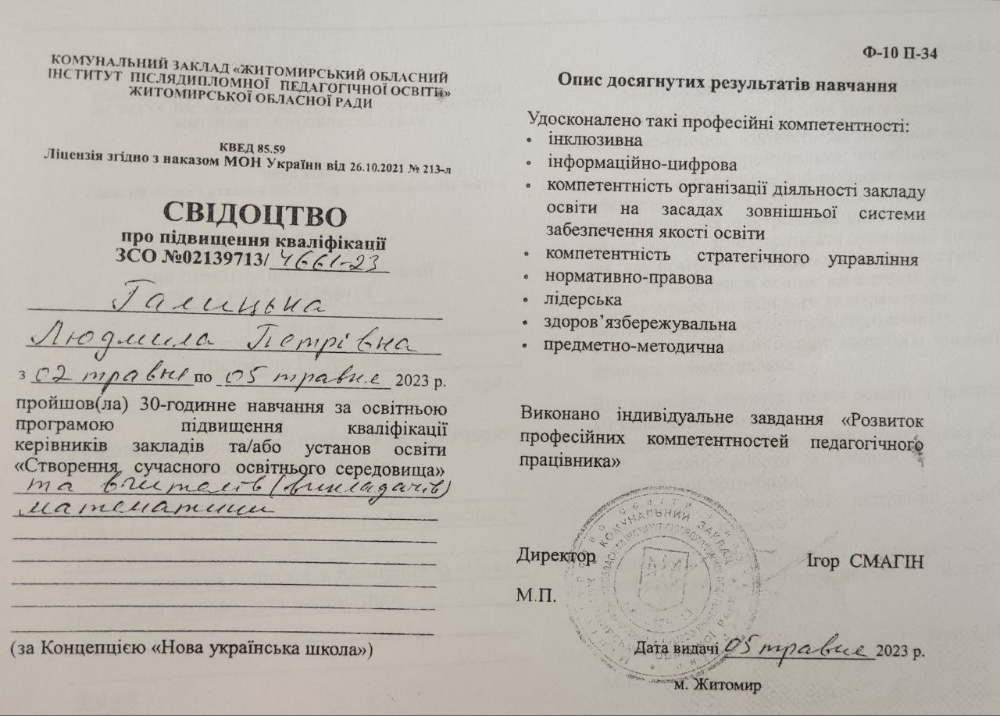 КОМУНАЛЬНИЙ ЗАКЛАД «ЖИТОМИРСЬКИЙ ОБЛАСНИЙ
ІНСТИТУТ ПІСЛЯДИПЛОМНОЇ ПЕДАГОГІЧНОЇ ОСВІТИ»
ЖИТОМИРСЬКОЇ ОБЛАСНОЇ РАДИ
КВЕД 85.59
Ліцензія згідно з наказом МОН України від 26.10.2021 № 213-л
СВІДОЦТВО
про підвищення кваліфікації
ЗСО №02139713/ 4661-23
Галицька
Людмила Петрівна
з 02 травня по 05 травня 2023 р.
пройшов(ла) 30-годинне навчання за освітньою
програмою підвищення кваліфікації
керівників закладів та/або установ освіти
«Створення сучасного освітнього середовища»
та вчителів (викладачів)
математики
(за Концепцією «Нова українська школа»)
Ф-10 П-34
Опис досягнутих результатів навчання
Удосконалено такі професійні компетентності:
• інклюзивна
• інформаційно-цифрова
• компетентність організації діяльності закладу
освіти на засадах зовнішньої системи
забезпечення якості освіти
• компетентність стратегічного управління
• нормативно-правова
• лідерська
• здоров’язбережувальна
• предметно-методична
Виконано індивідуальне завдання «Розвиток
професійних компетентностей педагогічного
працівника»
Директор Ігор СМАГІН
М.П.
КОМУНАЛЬНИЙ ЗАКЛАД
Дата видачі 05 травня 2023 р.
м. Житомир